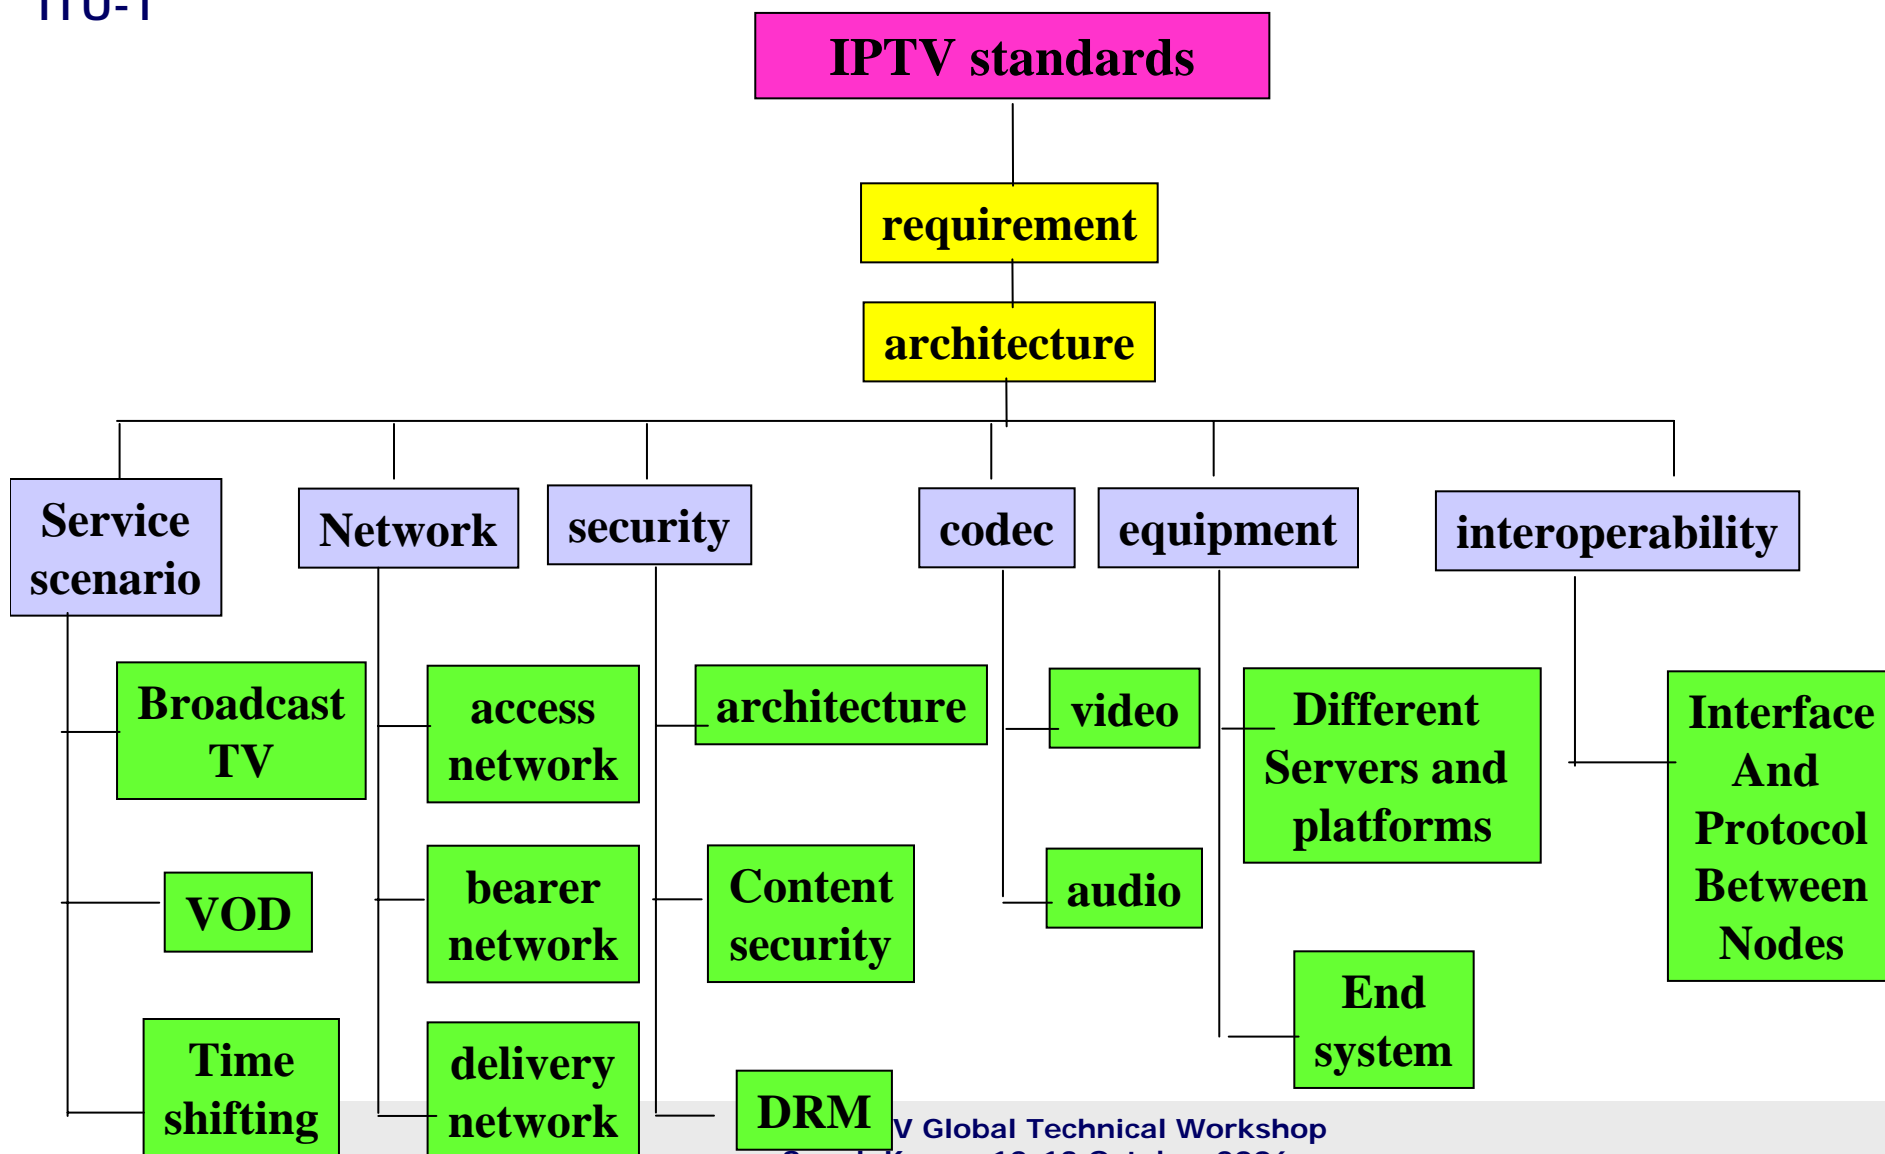 IPTV standards
requirement
architecture
Service
scenario
Network
security
codec
equipment
interoperability
Broadcast
TV
VOD
Time
shifting
access
network
bearer
network
delivery
network
architecture
Content
security
DRM
video
audio
Different
Servers and
platforms
End
system
Interface
And
Protocol
Between
Nodes
V Global Technical Workshop